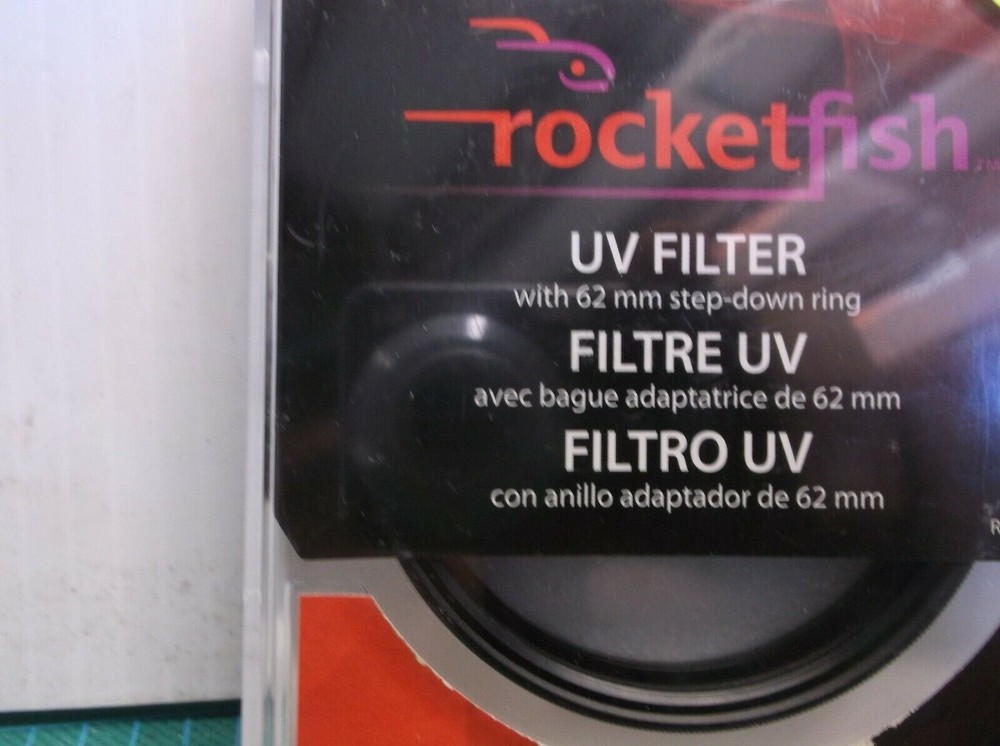 rocketfish™
UV FILTER
with 62 mm step-down ring
FILTRE UV
avec bague adaptatrice de 62 mm
FILTRO UV
con anillo adaptador de 62 mm
R